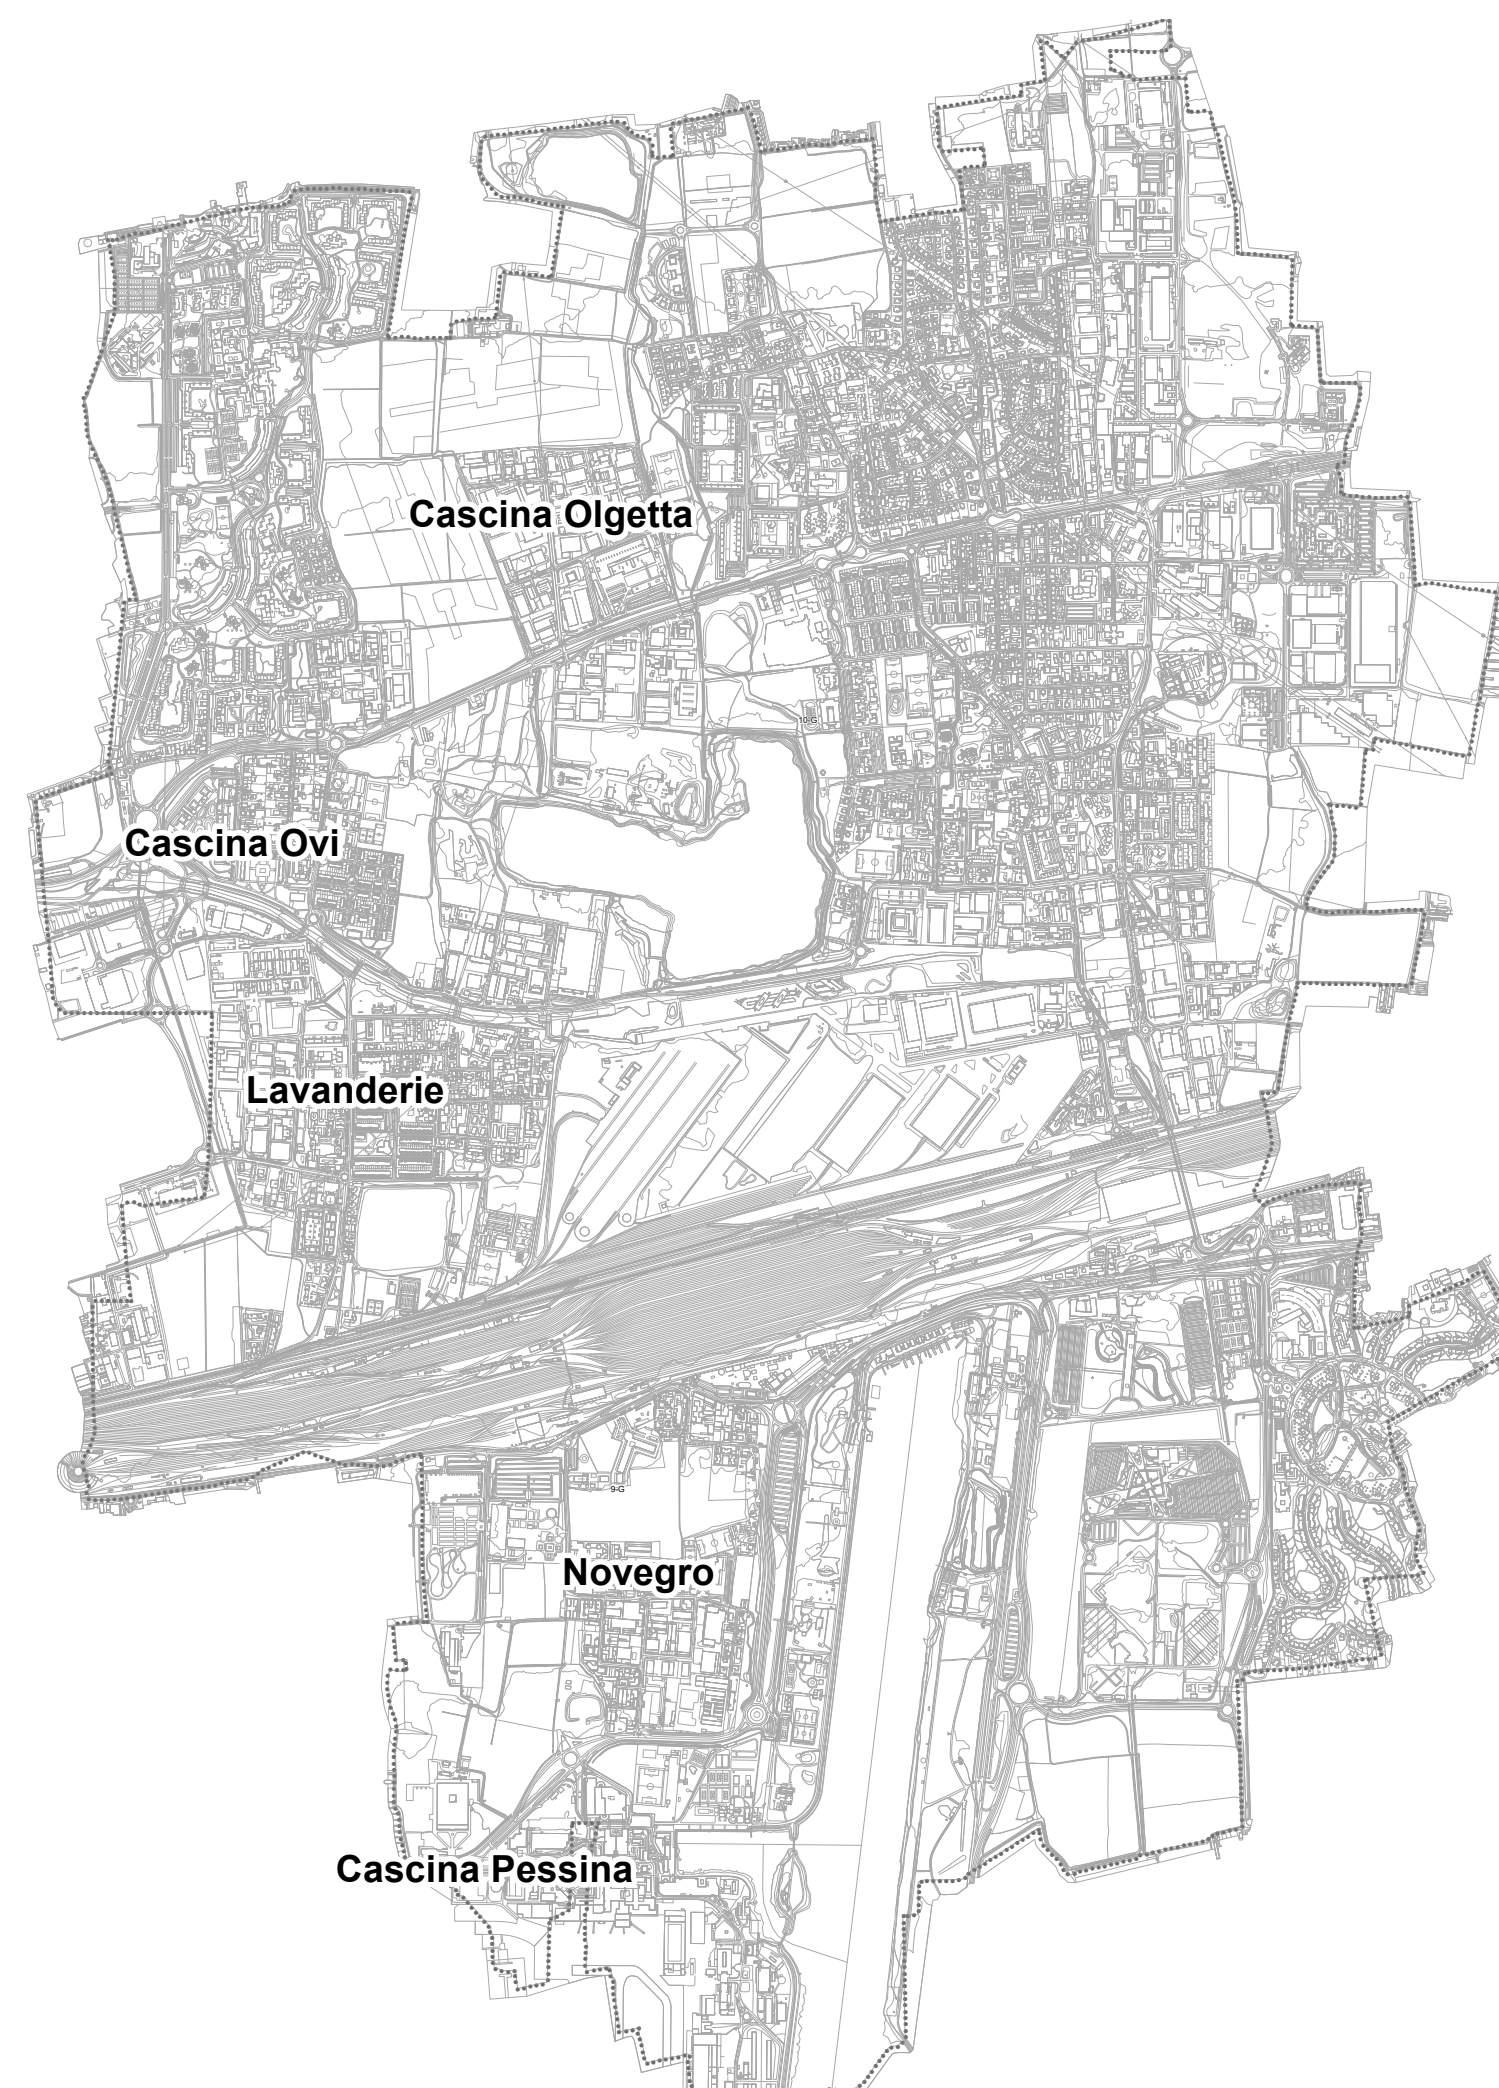 Cascina Olgetta
10-G
Cascina Ovi
Lavanderie
9-G
Novegro
Cascina Pessina